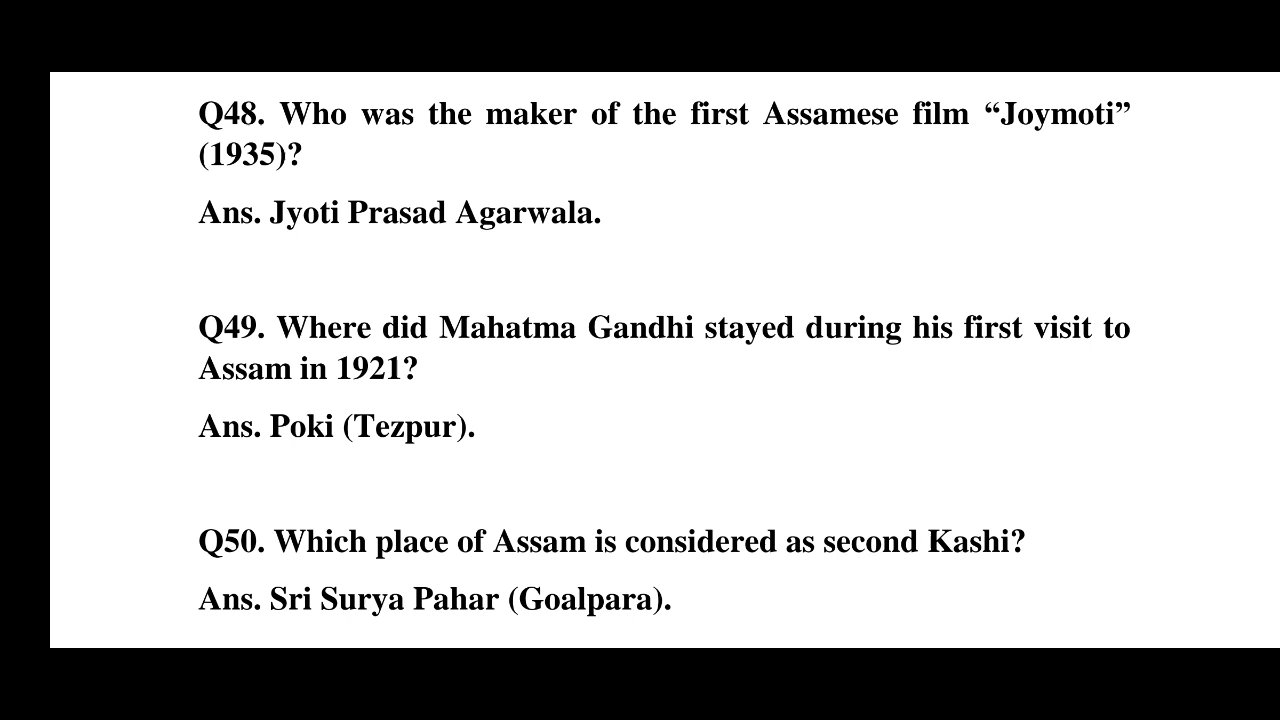 Q48. Who was the maker of the first Assamese film “Joymoti”
(1935)?
Ans. Jyoti Prasad Agarwala.
Q49. Where did Mahatma Gandhi stayed during his first visit to
Assam in 1921?
Ans. Poki (Tezpur).
Q50. Which place of Assam is considered as second Kashi?
Ans. Sri Surya Pahar (Goalpara).